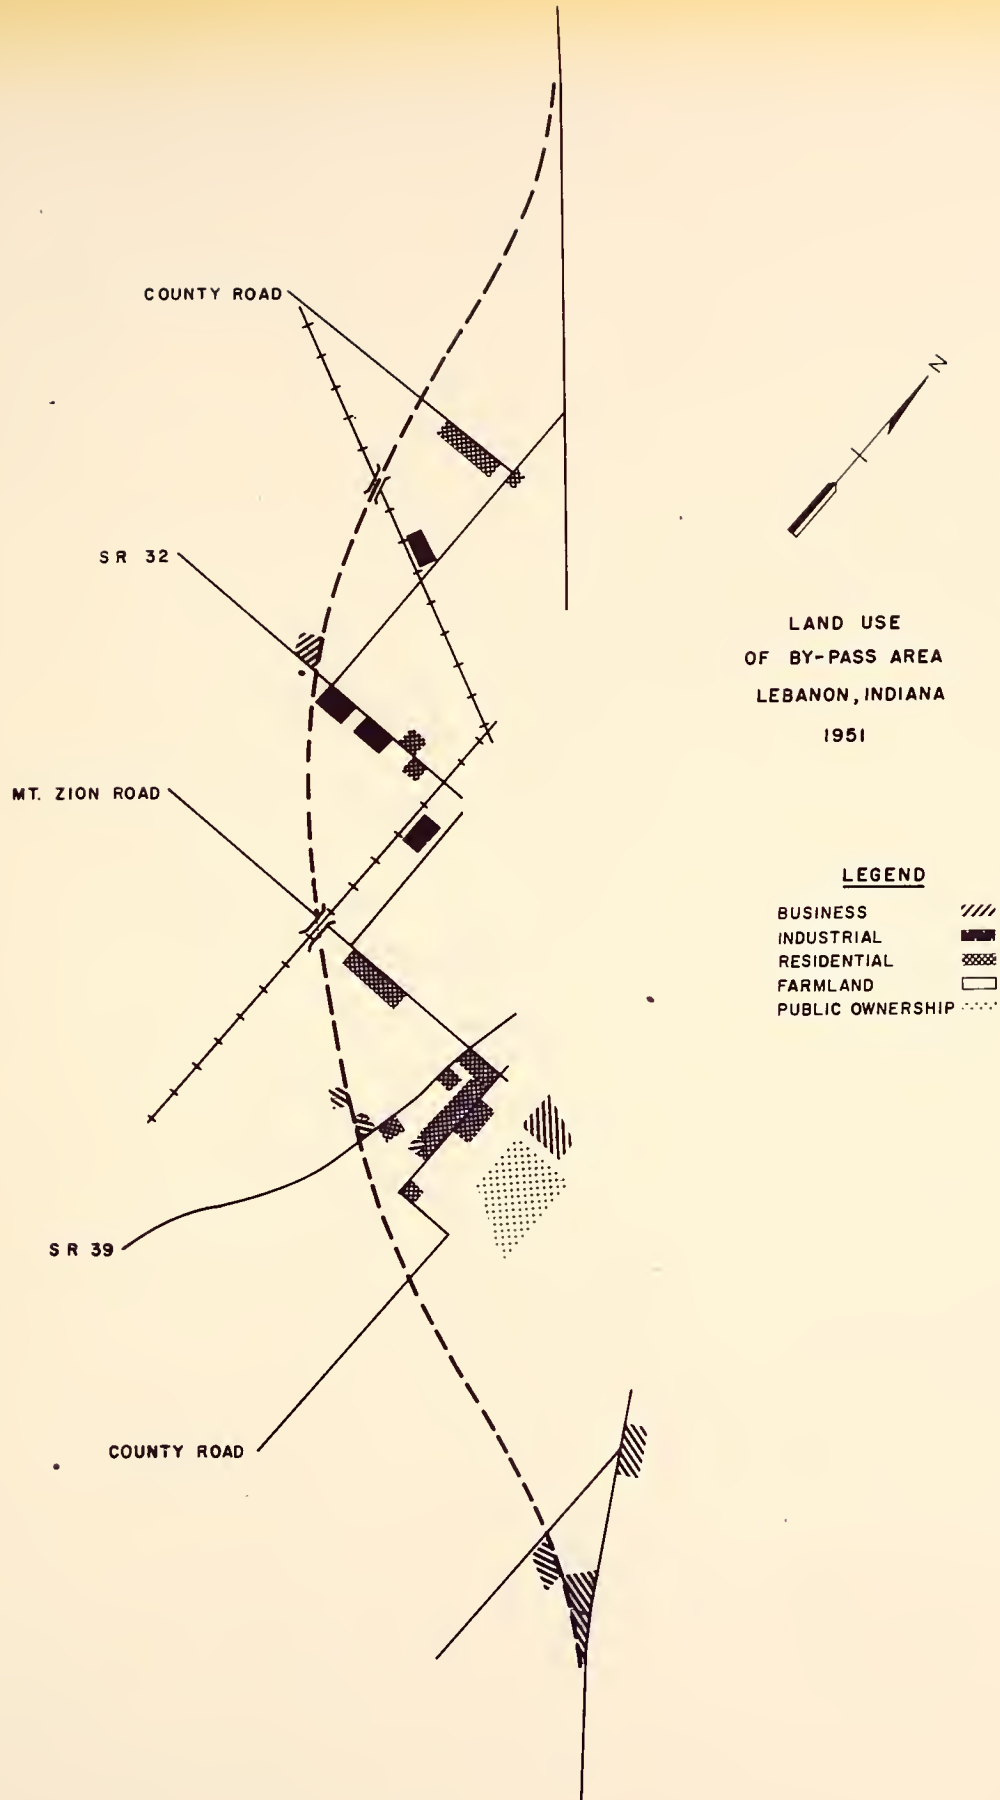 COUNTY ROAD
N
SR 32
LAND USE
OF BY-PASS AREA
LEBANON, INDIANA
1951
MT. ZION ROAD
LEGEND
BUSINESS
INDUSTRIAL
RESIDENTIAL
FARMLAND
PUBLIC OWNERSHIP
SR 39
COUNTY ROAD